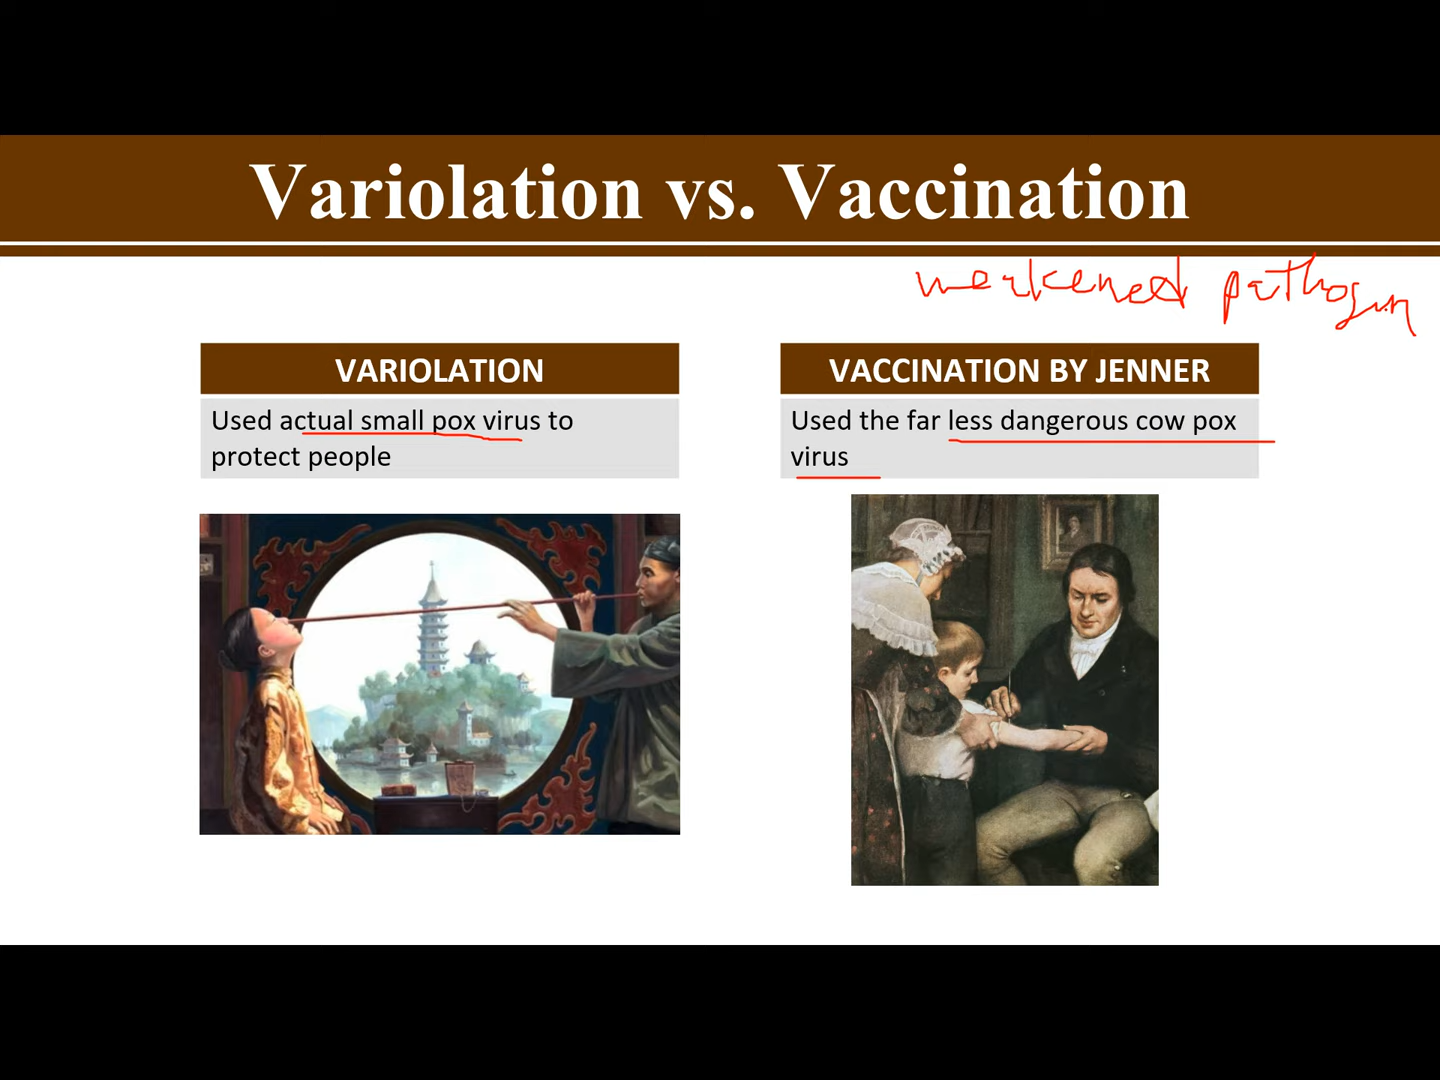 Variolation vs. Vaccination
weakened pathogen
VARIOLATION
Used actual small pox virus to
protect people
VACCINATION BY JENNER
Used the far less dangerous cow pox
virus